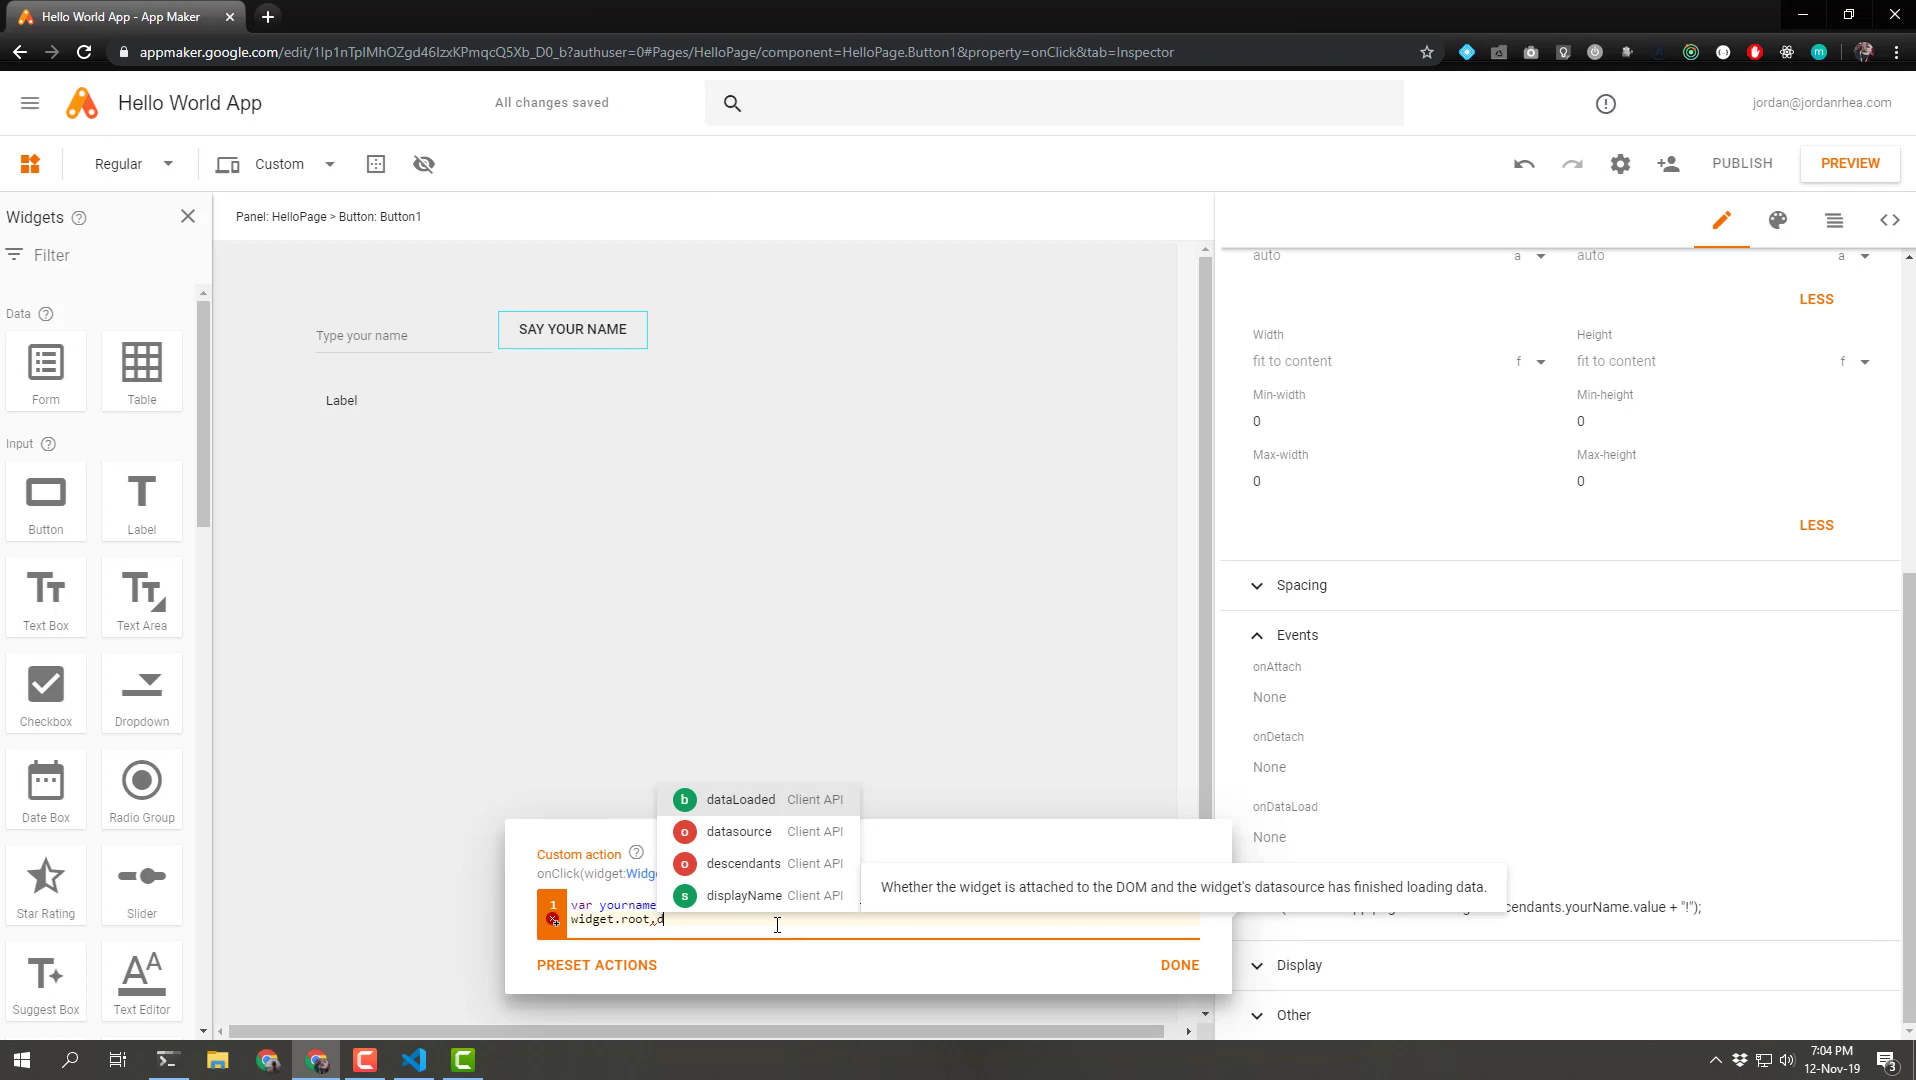 Hello World App - App Maker
appmaker.google.com/edit/1Ip1nTplMhOZgd46IzxKPmqcQ5Xb_D0_b?authuser=0#Pages/HelloPage/component=HelloPage.Button1&property=onClick&tab=Inspector
Hello World App
All changes saved
jordan@jordanrhea.com
Regular
Custom
PUBLISH
PREVIEW
Widgets
Panel: HelloPage > Button: Button1
Filter
Data
Form
Table
Input
Button
Label
Text Box
Text Area
Checkbox
Dropdown
Date Box
Radio Group
Star Rating
Slider
Suggest Box
Text Editor
Type your name
SAY YOUR NAME
Label
auto
a
auto
a
LESS
Width
Height
fit to content
f
fit to content
f
Min-width
Min-height
0
0
Max-width
Max-height
0
0
LESS
Spacing
Events
onAttach
None
onDetach
None
onDataLoad
None
cendants.yourName.value + "!");
Display
Other
b dataLoaded Client API
o datasource Client API
o descendants Client API
s displayName Client API
Whether the widget is attached to the DOM and the widget's datasource has finished loading data.
Custom action
onClick(widget:Widge
1 var yourname
widget.root,d
PRESET ACTIONS
DONE
7:04 PM
12-Nov-19
3